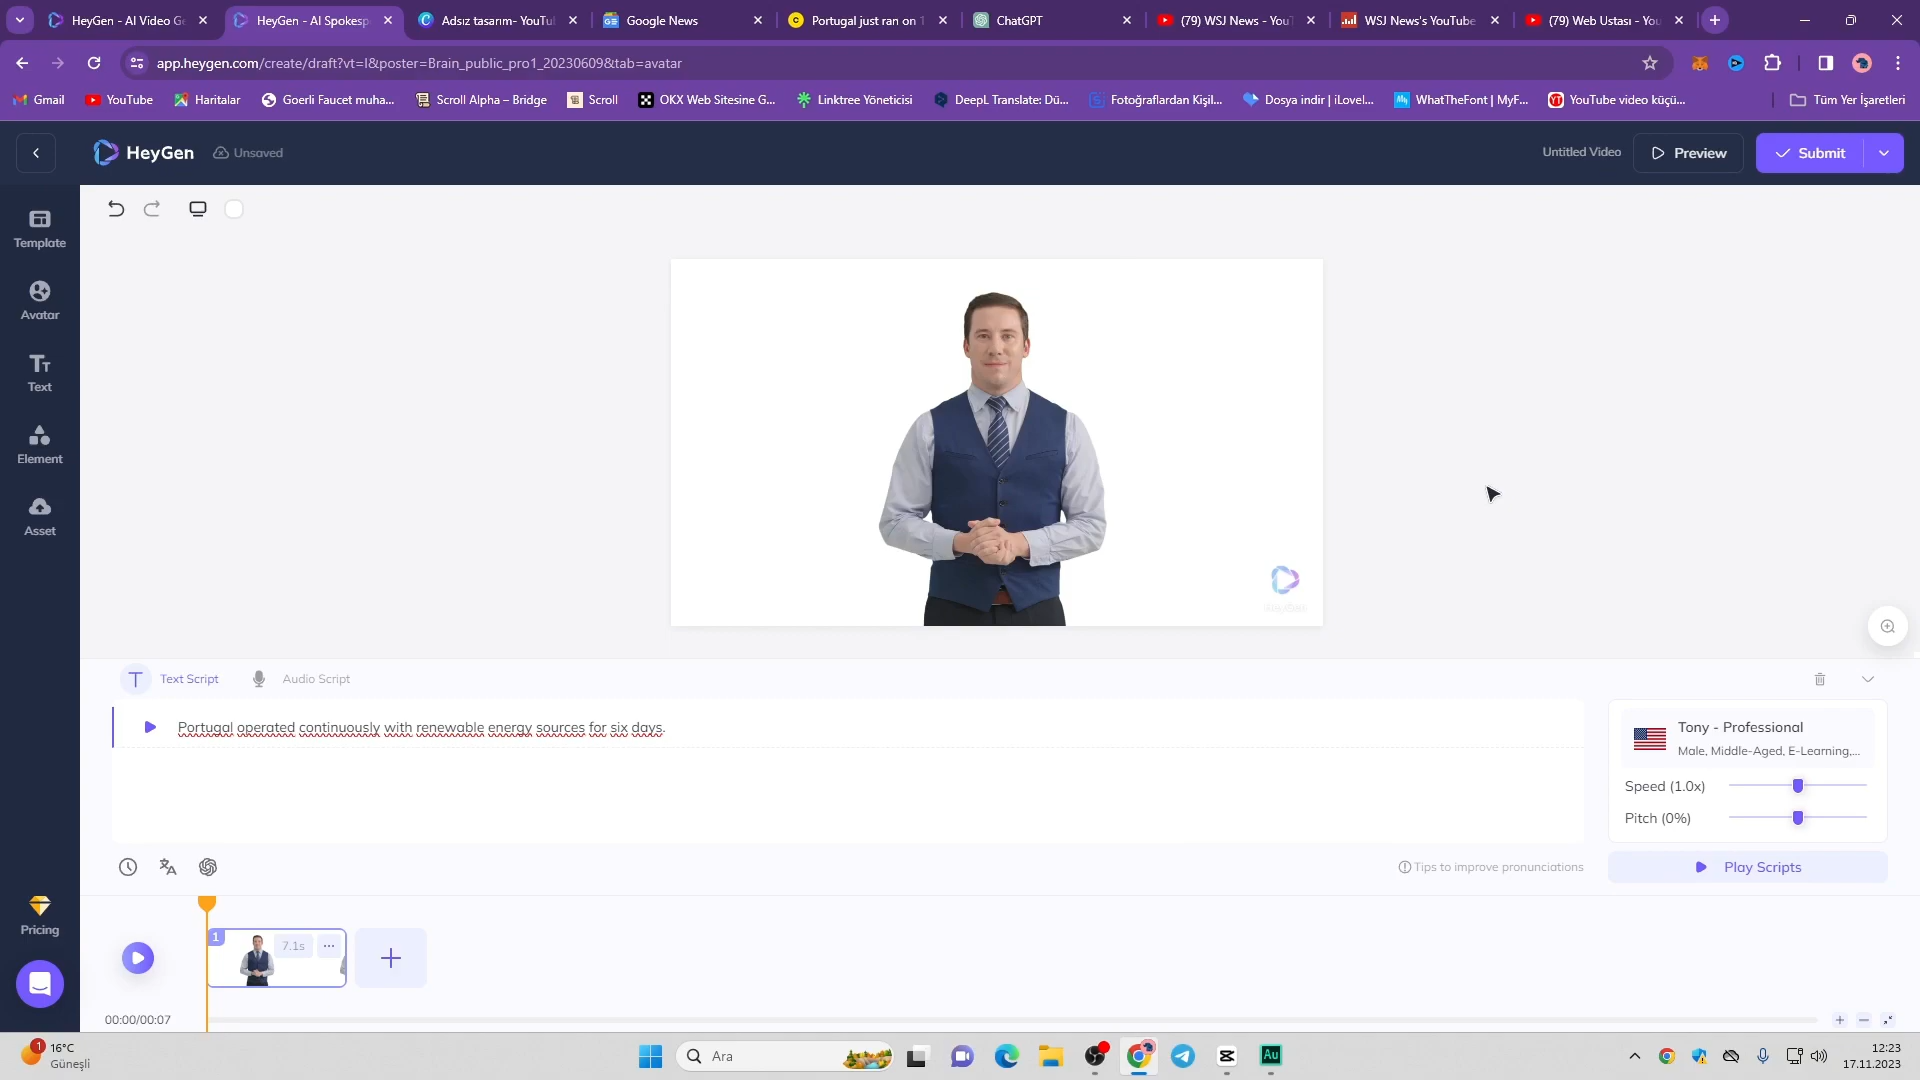 HeyGen - AI Video Ge
HeyGen - AI Spokesp
Adsız tasarım- YouTu
Google News
Portugal just ran on 1
ChatGPT
(79) WSJ News - YouT
WSJ News's YouTube
(79) Web Ustası - You
app.heygen.com/create/draft?vt=l&poster=Brain_public_pro1_20230609&tab=avatar
Gmail
YouTube
Haritalar
Goerli Faucet muha...
Scroll Alpha – Bridge
Scroll
OKX Web Sitesine G...
Linktree Yöneticisi
DeepL Translate: Dü...
Fotoğraflardan Kişil...
Dosya indir | iLovel...
WhatTheFont | MyF...
YouTube video küçü...
Tüm Yer İşaretleri
HeyGen
Unsaved
Untitled Video
Preview
Submit
Template
Avatar
Text
Element
Asset
Pricing
HeyGen
Text Script
Audio Script
Portugal operated continuously with renewable energy sources for six days.
Tony - Professional
Male, Middle-Aged, E-Learning,...
Speed (1.0x)
Pitch (0%)
Tips to improve pronunciations
Play Scripts
1
7.1s
00:00/00:07
1
16°C
Güneşli
Ara
Au
12:23
17.11.2023